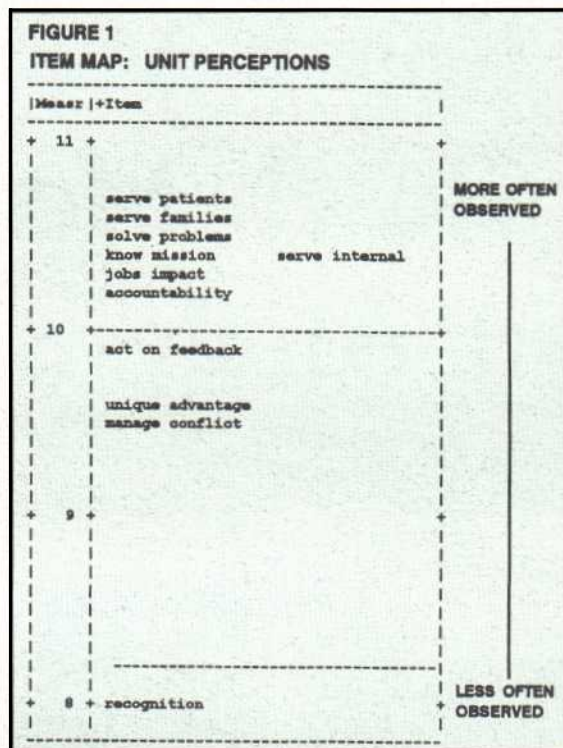 FIGURE 1
ITEM MAP: UNIT PERCEPTIONS
|Measr |+Item |
+ 11 + +
serve patients
MORE OFTEN
serve families
OBSERVED
solve problems
know mission serve internal
jobs impact
accountability
+ 10 +
act on feedback
unique advantage
manage conflict
+ 9 + +
+ 8 + recognition +
LESS OFTEN
OBSERVED